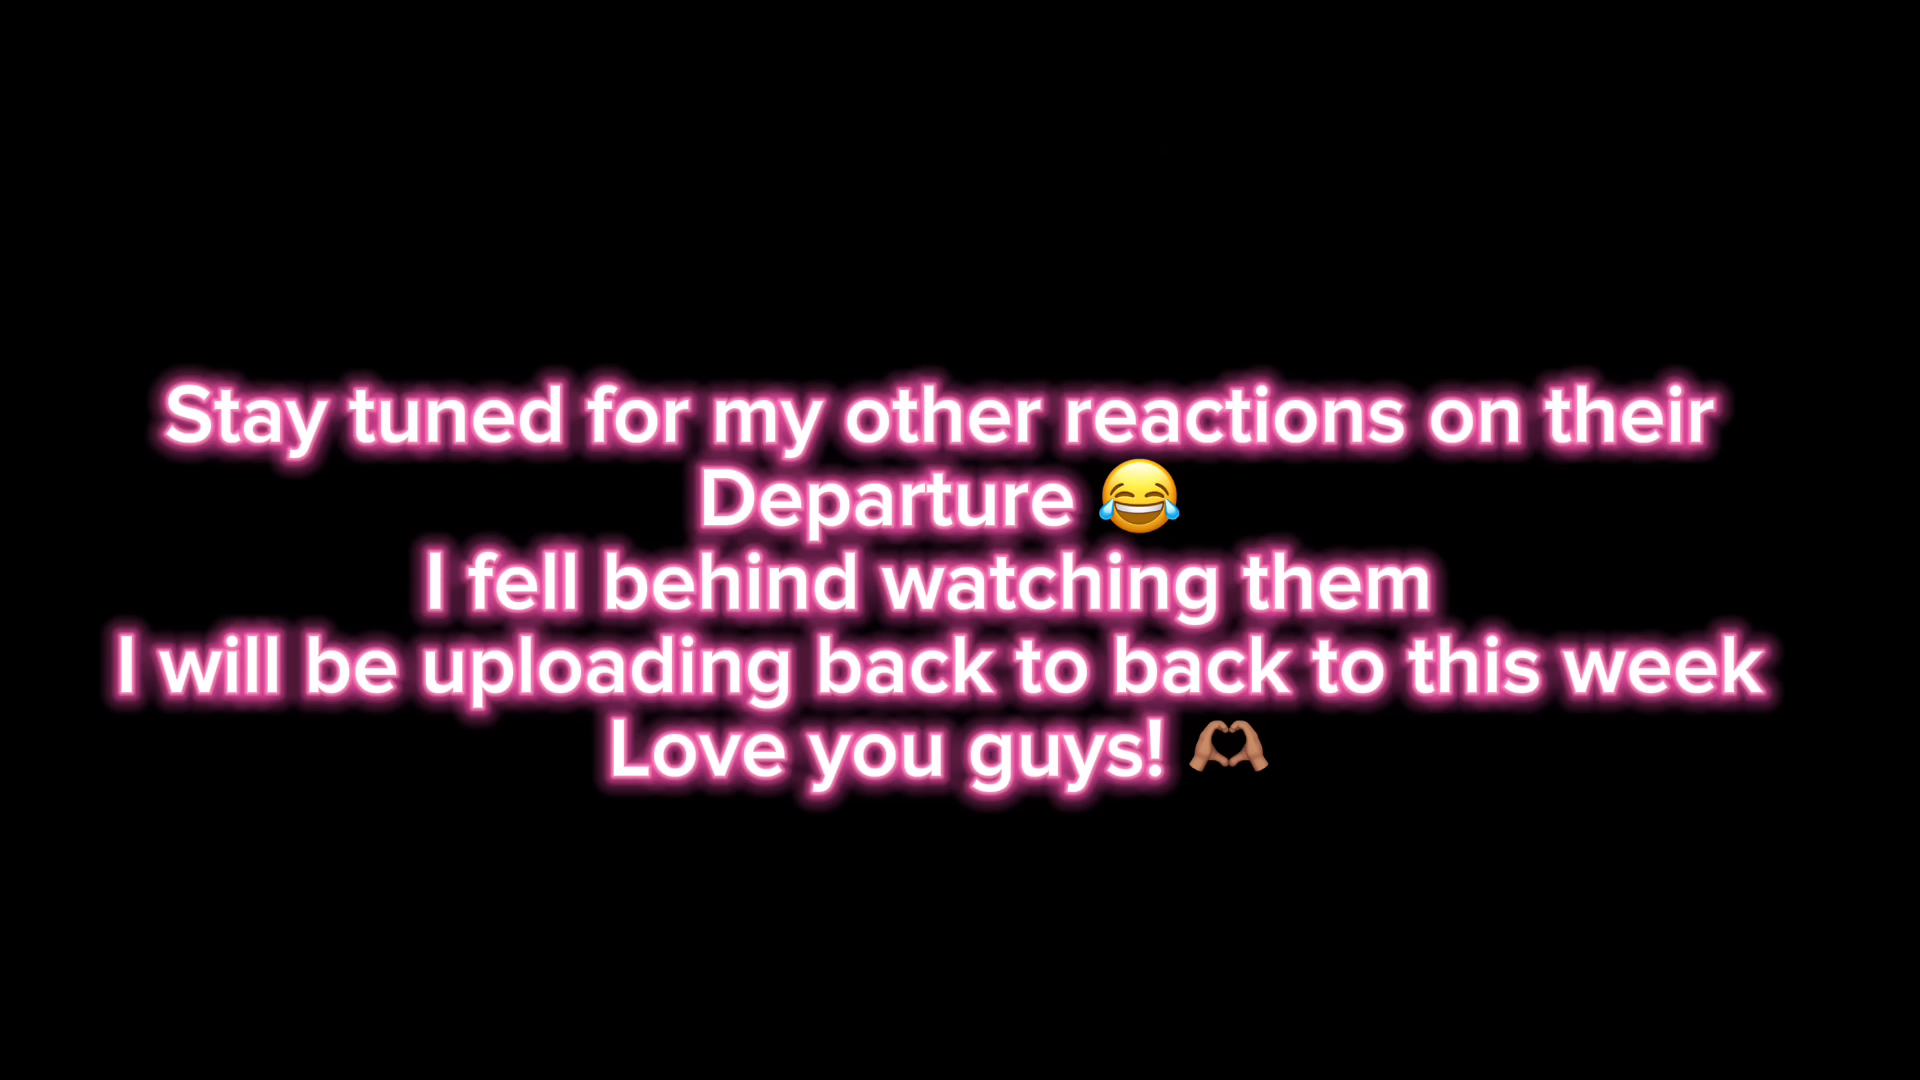 Stay tuned for my other reactions on their
Departure 😂
I fell behind watching them
I will be uploading back to back to this week
Love you guys! 🫶🏽